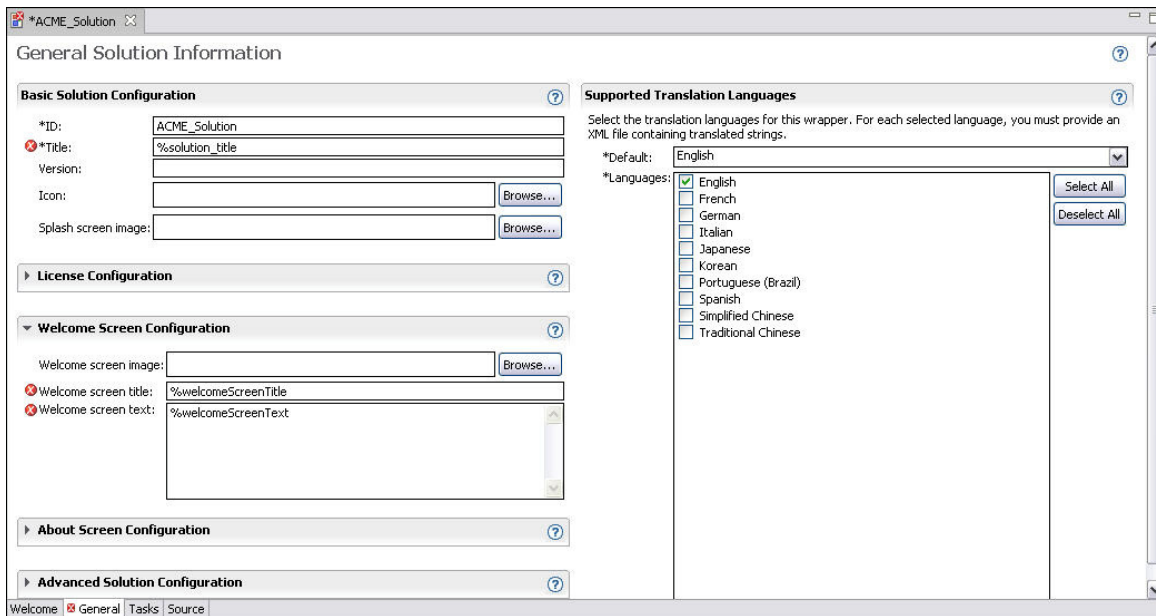 *ACME_Solution
General Solution Information
Basic Solution Configuration
*ID: ACME_Solution
*Title: %solution_title
Version:
Icon: Browse...
Splash screen image: Browse...
License Configuration
Welcome Screen Configuration
Welcome screen image: Browse...
Welcome screen title: %welcomeScreenTitle
Welcome screen text: %welcomeScreenText
About Screen Configuration
Advanced Solution Configuration
Supported Translation Languages
Select the translation languages for this wrapper. For each selected language, you must provide an
XML file containing translated strings.
*Default: English
*Languages: English
French
German
Italian
Japanese
Korean
Portuguese (Brazil)
Spanish
Simplified Chinese
Traditional Chinese
Select All
Deselect All
Welcome General Tasks Source